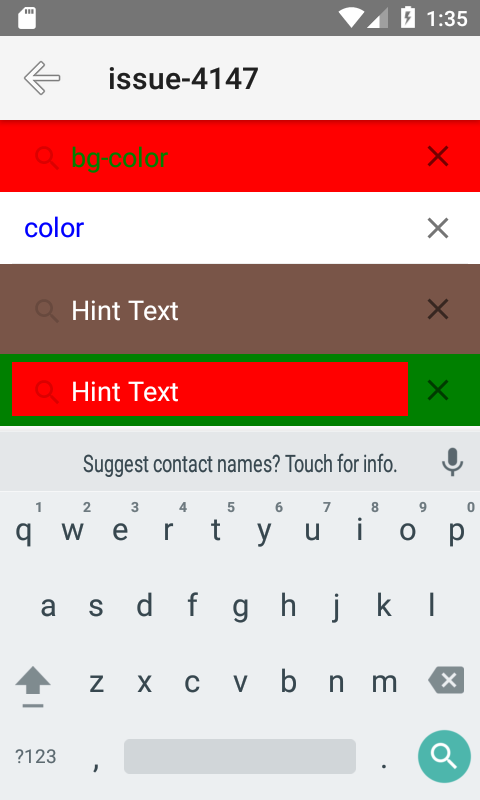 1:35
issue-4147
bg-color
color
Hint Text
Hint Text
Suggest contact names? Touch for info.
1 2 3 4 5 6 7 8 9 0
q w e r t y u i o p
a s d f g h j k l
z x c v b n m
?123 , .